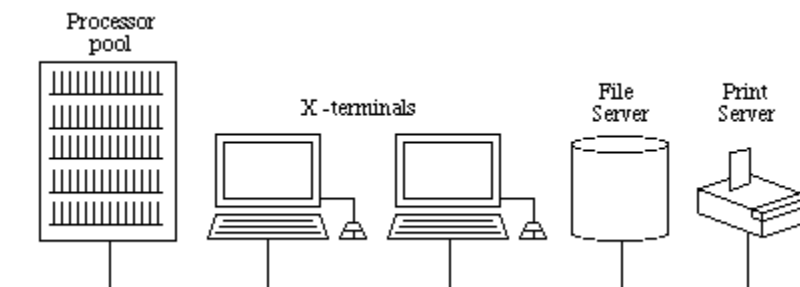 Processor
pool
X -terminals
File
Server
Print
Server